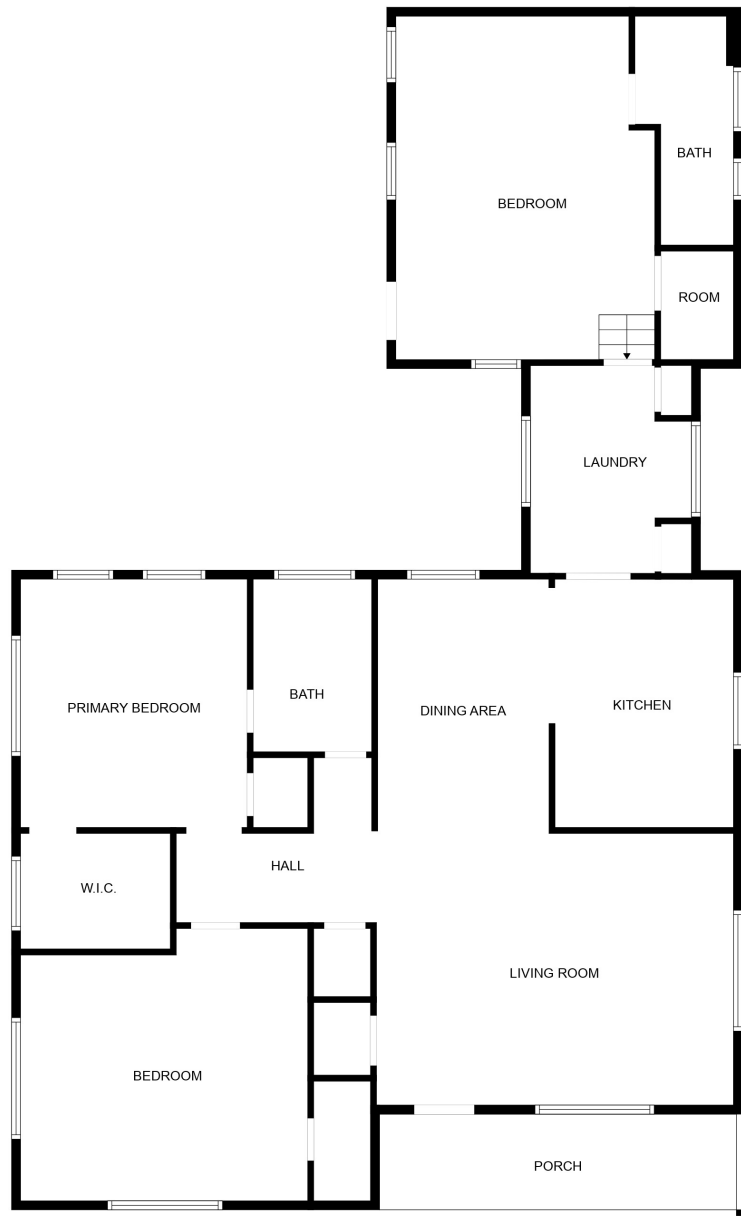 BATH
BEDROOM
ROOM
LAUNDRY
BATH
PRIMARY BEDROOM
DINING AREA
KITCHEN
HALL
W.I.C.
LIVING ROOM
BEDROOM
PORCH